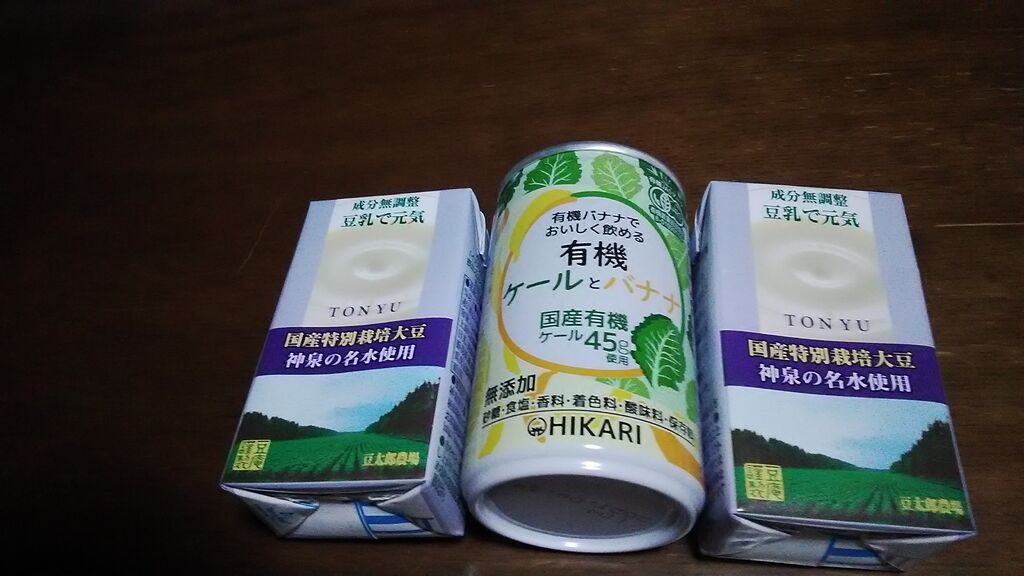 成分無調整
豆乳で元気
TONYU
国産特別栽培大豆
神泉の名水使用
豆太郎農場
有機バナナで
おいしく飲める
有機
ケールとバナナ
国産有機
ケール45g
使用
無添加
砂糖・食塩・香料・着色料・酸味料・保存料
HIKARI
成分無調整
豆乳で元気
TONYU
国産特別栽培大豆
神泉の名水使用
豆太郎農場